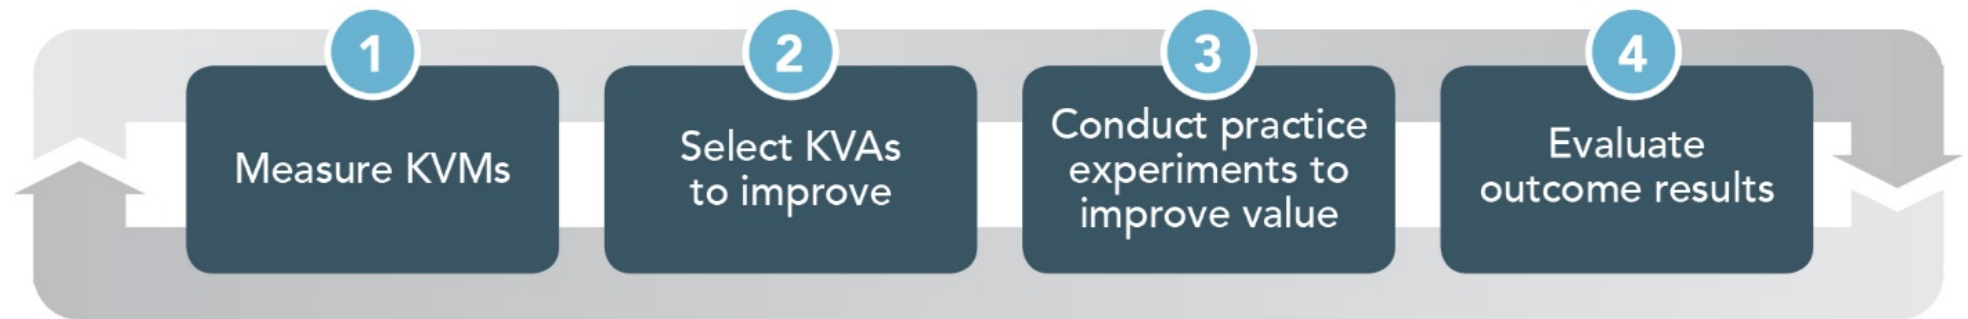 1
Measure KVMs
2
Select KVAs
to improve
3
Conduct practice
experiments to
improve value
4
Evaluate
outcome results